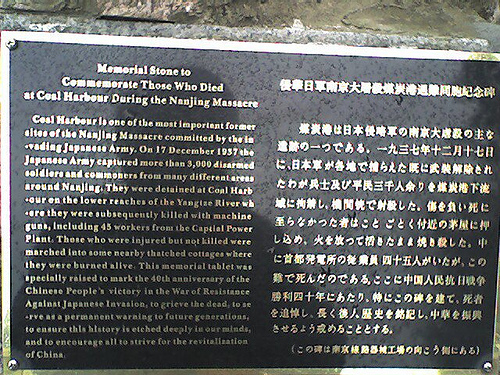 Memorial Stone to
Commemorate Those Who Died
at Coal Harbour During the Nanjing Massacre
Coal Harbour is one of the most important former
sites of the Nanjing Massacre committed by the in
-vading Japanese Army. On 17 December 1937 the
Japanese Army captured more than 3,000 disarmed
soldiers and commoners from many different areas
around Nanjing. They were detained at Coal Harb
-our on the lower reaches of the Yangtze River wh
-ere they were subsequently killed with machine
guns, including 45 workers from the Captial Power
Plant. Those who were injured but not killed were
marched into some nearby thatched cottages where
they were burned alive. This memorial tablet was
specially raised to mark the 40th anniversary of the
Chinese People's victory in the War of Resistance
Against Japanese Invasion, to grieve the dead, to se
-rve as a permanent warning to future generations,
to ensure this history is etched deeply in our minds,
and to encourage all to strive for the revitalization
of China.
侵華日軍南京大屠殺煤炭港遇難同胞紀念碑
煤炭港は日本侵略軍の南京大虐殺の主な
遺跡の一つである。一九三七年十二月十七日
に、日本軍が各地で捕らえた既に武装解除され
たわが兵士及び平民三千人余りを煤炭港下流
域に拘禁し、機関銃で射殺した。傷を負い死に
至らなかった者はことごとく付近の茅屋に押
し込め、火を放って活きたまま焼き殺した。中
に首都発電所の従業員四十五人がいたが、この
難で死んだのである。ここに中国人民抗日戦争
勝利四十年にあたり、特にこの碑を建て、死者
を追悼し、長く後人歴史を銘記し、中華を振興
させるよう戒めることとする。
(この碑は南京線路器械工場の向こう側にある)